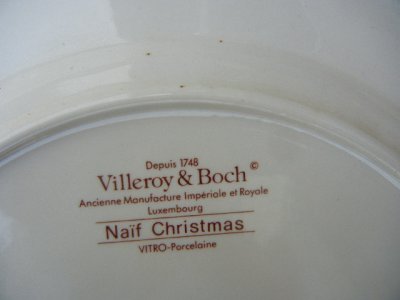 Depuis 1748
Villeroy & Boch ©
Ancienne Manufacture Impériale et Royale
Luxembourg
Naïf Christmas
VITRO-Porcelaine